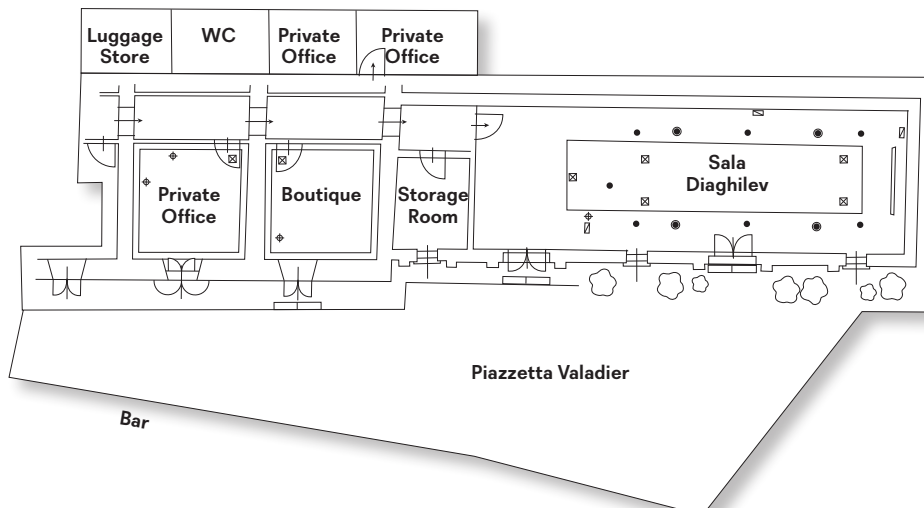 Luggage
Store
WC
Private
Office
Private
Office
Private
Office
Boutique
Storage
Room
Sala
Diaghilev
Piazzetta Valadier
Bar